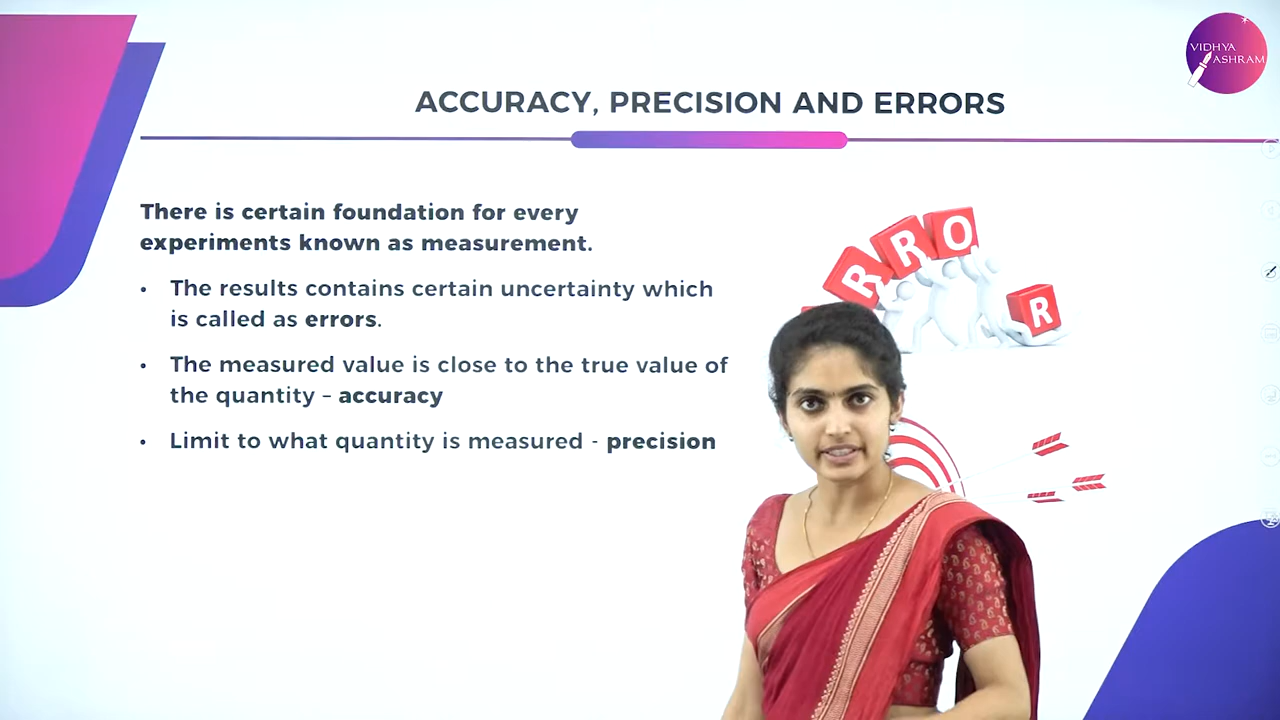 VIDHYA
ASHRAM
ACCURACY, PRECISION AND ERRORS
There is certain foundation for every
experiments known as measurement.
• The results contains certain uncertainty which
is called as errors.
• The measured value is close to the true value of
the quantity – accuracy
• Limit to what quantity is measured - precision
R
R
O
R